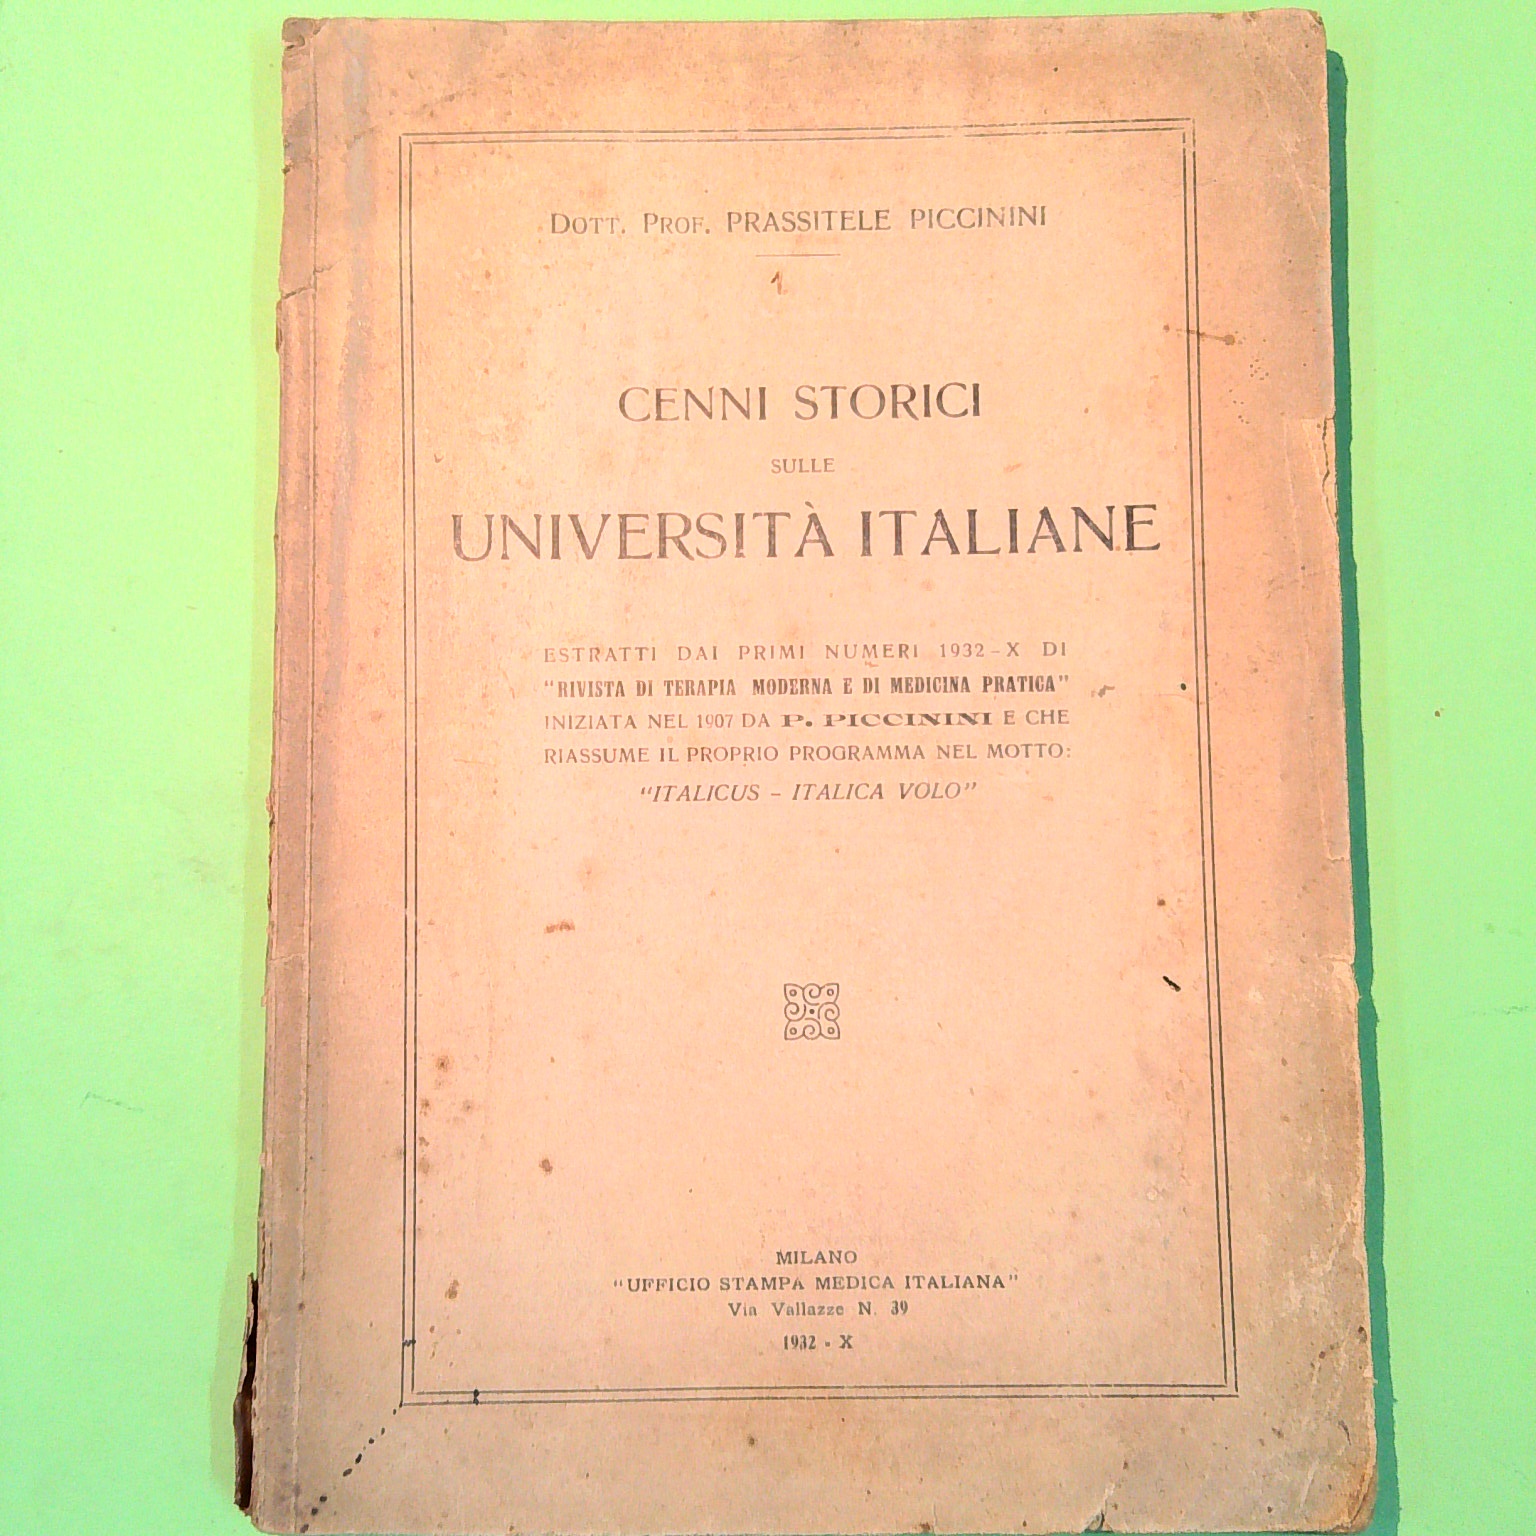 DOTT. PROF. PRASSITELE PICCININI
1
CENNI STORICI
SULLE
UNIVERSITÀ ITALIANE
ESTRATTI DAI PRIMI NUMERI 1932-X DI
"RIVISTA DI TERAPIA MODERNA E DI MEDICINA PRATICA"
INIZIATA NEL 1907 DA P. PICCININI E CHE
RIASSUME IL PROPRIO PROGRAMMA NEL MOTTO:
"ITALICUS - ITALICA VOLO"
MILANO
"UFFICIO STAMPA MEDICA ITALIANA"
Via Vallazze N. 39
1932 - X